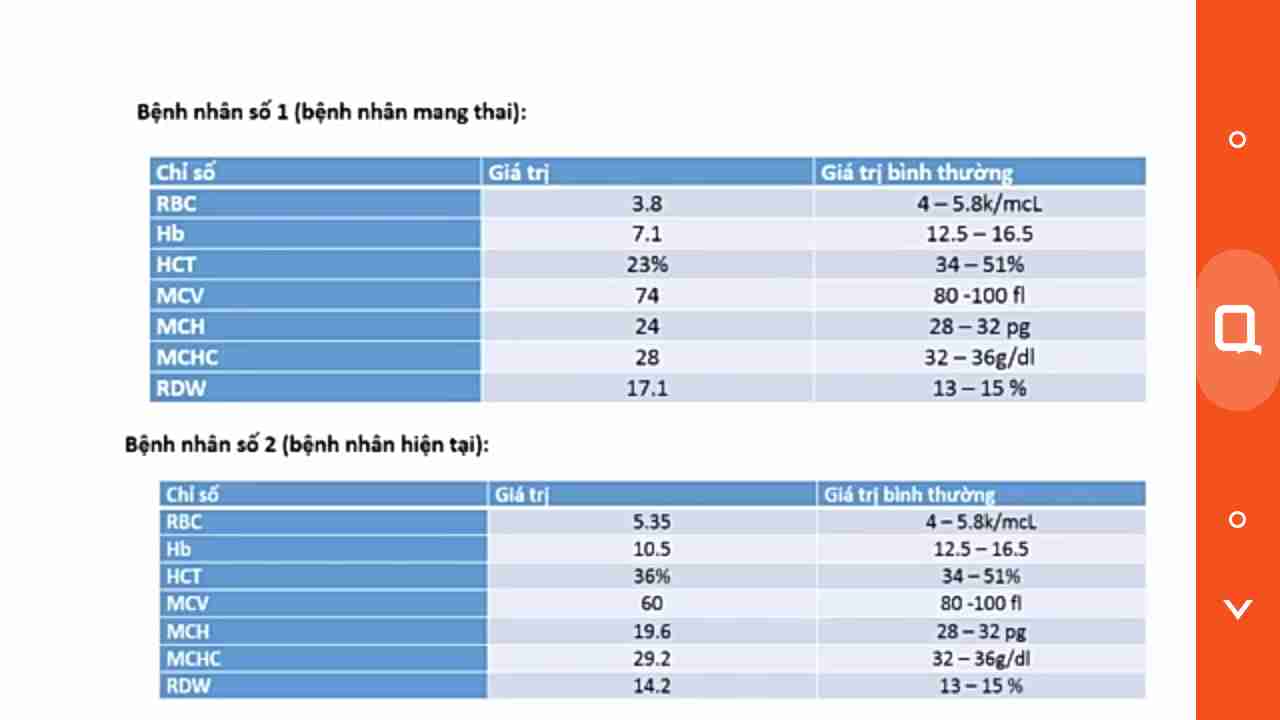 Bệnh nhân số 1 (bệnh nhân mang thai):
Chỉ số Giá trị Giá trị bình thường
RBC 3.8 4 – 5.8k/mcL
Hb 7.1 12.5 – 16.5
HCT 23% 34 – 51%
MCV 74 80 -100 fl
MCH 24 28 – 32 pg
MCHC 28 32 – 36g/dl
RDW 17.1 13 – 15 %
Bệnh nhân số 2 (bệnh nhân hiện tại):
Chỉ số Giá trị Giá trị bình thường
RBC 5.35 4 – 5.8k/mcL
Hb 10.5 12.5 – 16.5
HCT 36% 34 – 51%
MCV 60 80 -100 fl
MCH 19.6 28 – 32 pg
MCHC 29.2 32 – 36g/dl
RDW 14.2 13 – 15 %